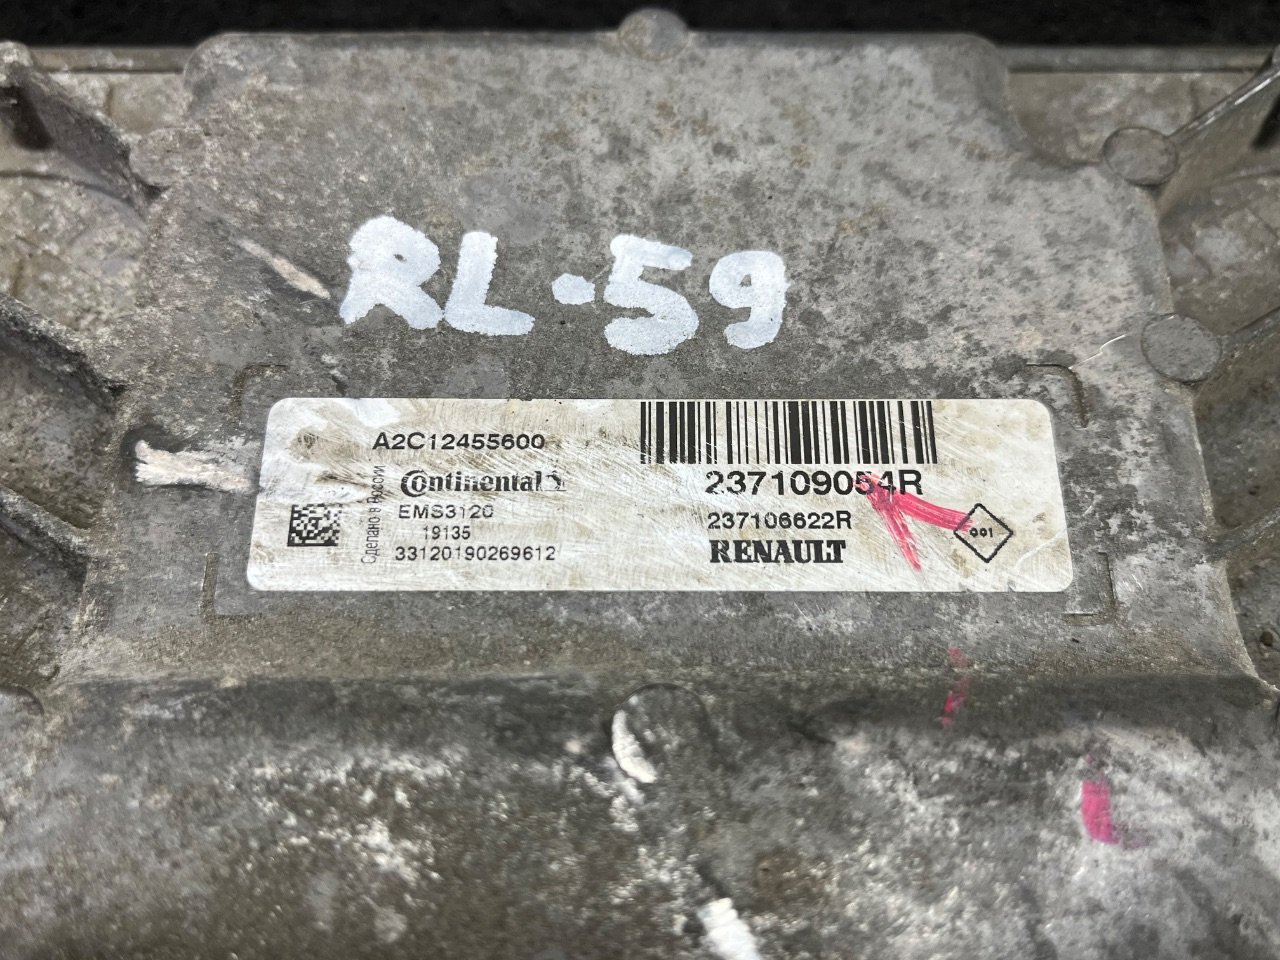 RL-59
A2C12455600
Continental
EMS3120
19135
33120190269612
Сделано в России
237109054R
237106622R
RENAULT
001